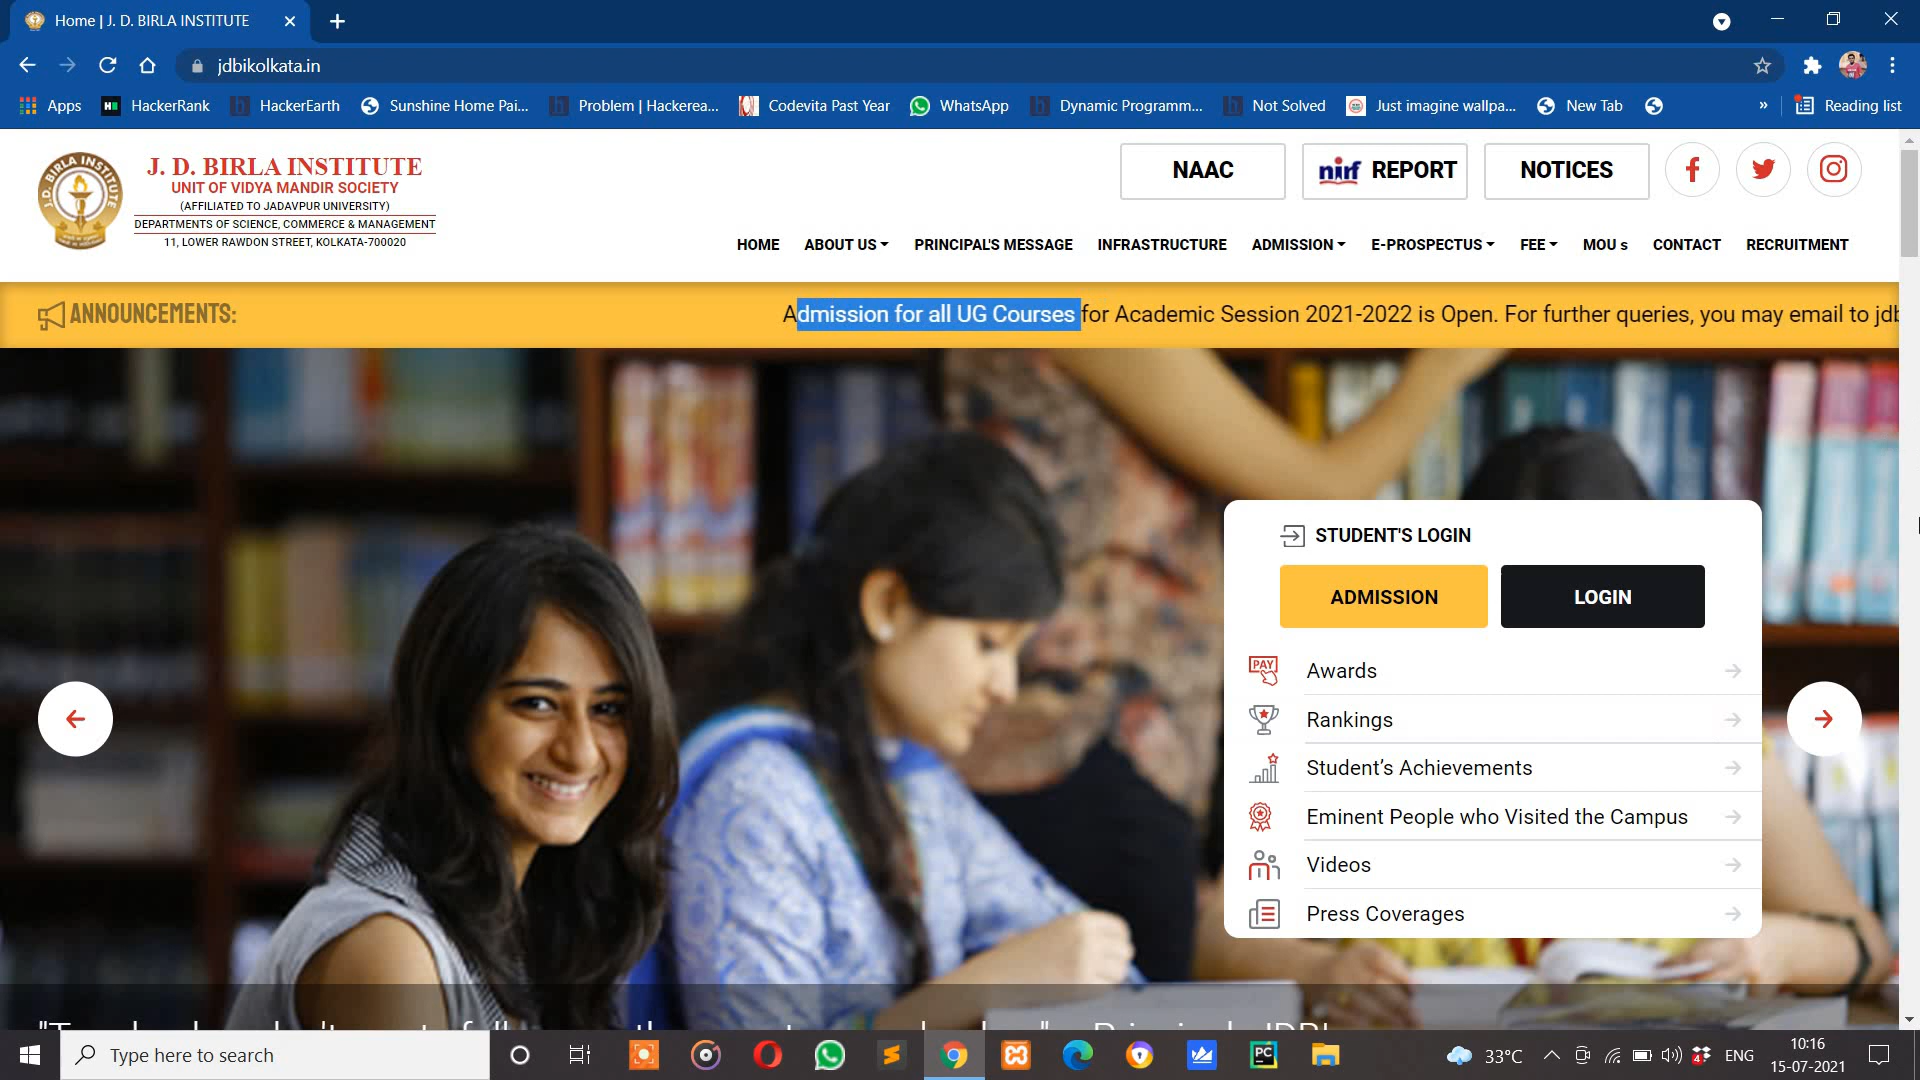 Home | J. D. BIRLA INSTITUTE
jdbikolkata.in
Apps HackerRank HackerEarth Sunshine Home Pai... Problem | Hackerea... Codevita Past Year WhatsApp Dynamic Programm... Not Solved Just imagine wallpa... New Tab » Reading list
J. D. BIRLA INSTITUTE
UNIT OF VIDYA MANDIR SOCIETY
(AFFILIATED TO JADAVPUR UNIVERSITY)
DEPARTMENTS OF SCIENCE, COMMERCE & MANAGEMENT
11, LOWER RAWDON STREET, KOLKATA-700020
J.D. BIRLA INSTITUTE
NAAC nirf REPORT NOTICES
HOME ABOUT US PRINCIPAL'S MESSAGE INFRASTRUCTURE ADMISSION E-PROSPECTUS FEE MOU s CONTACT RECRUITMENT
ANNOUNCEMENTS: Admission for all UG Courses for Academic Session 2021-2022 is Open. For further queries, you may email to jdb
STUDENT'S LOGIN
ADMISSION LOGIN
PAY Awards
Rankings
Student’s Achievements
Eminent People who Visited the Campus
Videos
Press Coverages
Type here to search
33°C ENG
10:16
15-07-2021